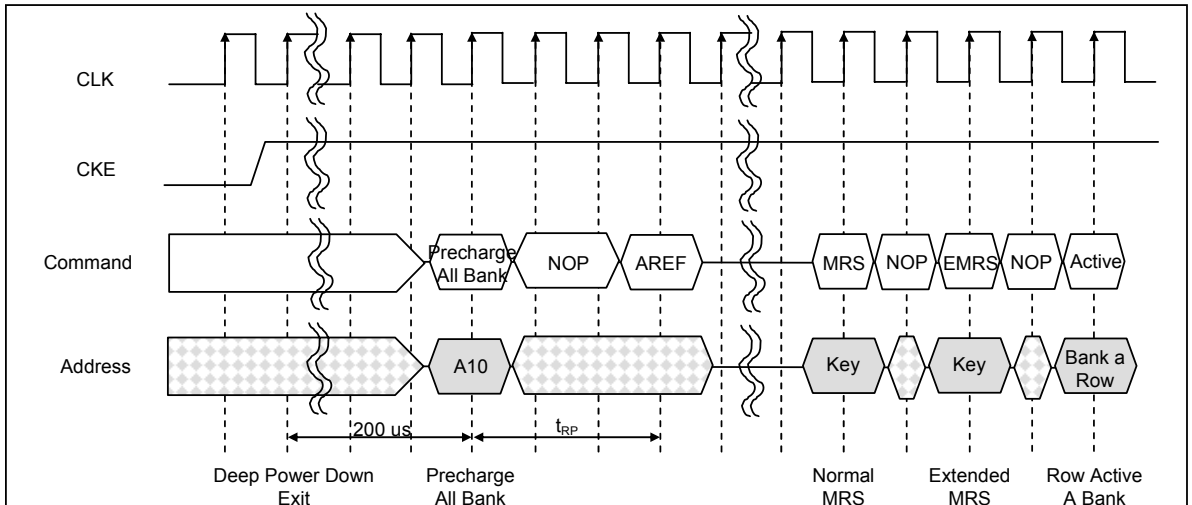 CLK
CKE
Command
Precharge
All Bank
NOP
AREF
MRS
NOP
EMRS
NOP
Active
Address
A10
Key
Key
Bank a
Row
200 us
tRP
Deep Power Down
Exit
Precharge
All Bank
Normal
MRS
Extended
MRS
Row Active
A Bank